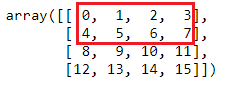 array([[ 0, 1, 2, 3],
[ 4, 5, 6, 7],
[ 8, 9, 10, 11],
[12, 13, 14, 15]])